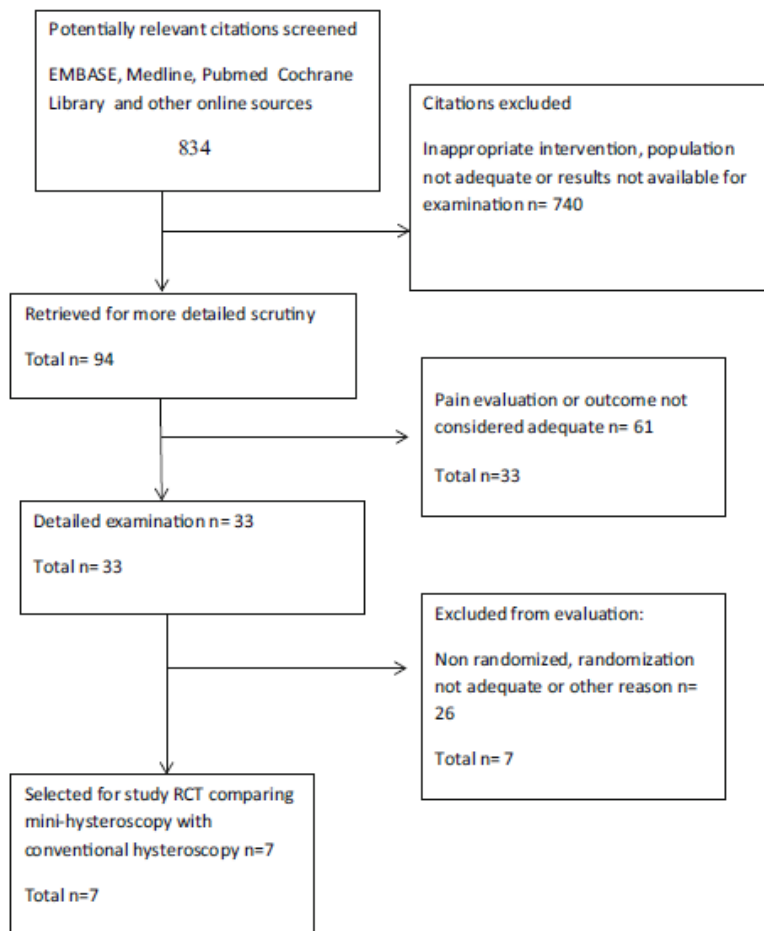 Potentially relevant citations screened
EMBASE, Medline, Pubmed Cochrane
Library and other online sources
834
Citations excluded
Inappropriate intervention, population
not adequate or results not available for
examination n= 740
Retrieved for more detailed scrutiny
Total n= 94
Pain evaluation or outcome not
considered adequate n= 61
Total n=33
Detailed examination n= 33
Total n= 33
Excluded from evaluation:
Non randomized, randomization
not adequate or other reason n=
26
Total n= 7
Selected for study RCT comparing
mini-hysteroscopy with
conventional hysteroscopy n=7
Total n=7